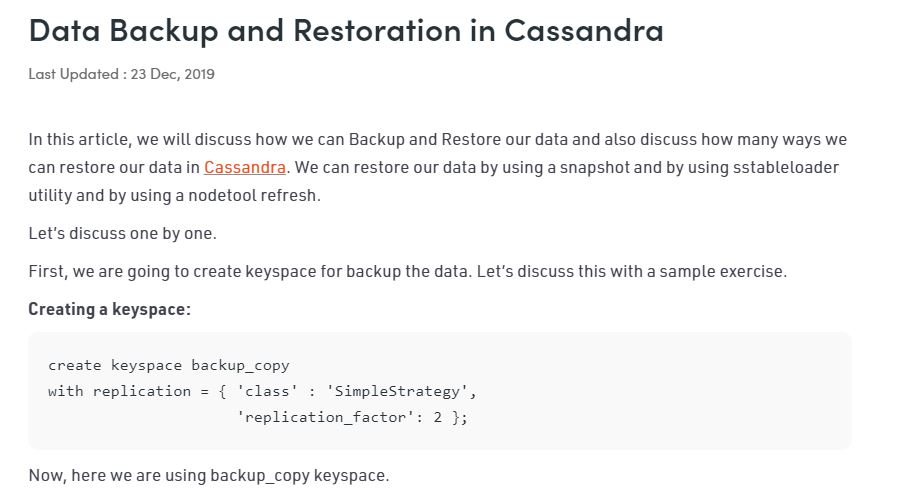 Data Backup and Restoration in Cassandra
Last Updated : 23 Dec, 2019
In this article, we will discuss how we can Backup and Restore our data and also discuss how many ways we
can restore our data in Cassandra. We can restore our data by using a snapshot and by using sstableloader
utility and by using a nodetool refresh.
Let’s discuss one by one.
First, we are going to create keyspace for backup the data. Let’s discuss this with a sample exercise.
Creating a keyspace:
create keyspace backup_copy
with replication = { 'class' : 'SimpleStrategy',
'replication_factor': 2 };
Now, here we are using backup_copy keyspace.